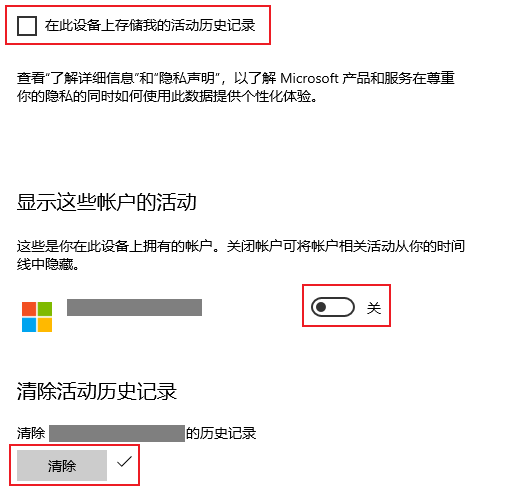 在此设备上存储我的活动历史记录
查看“了解详细信息”和“隐私声明”，以了解 Microsoft 产品和服务在尊重
你的隐私的同时如何使用此数据提供个性化体验。
显示这些帐户的活动
这些是你在此设备上拥有的帐户。关闭帐户可将帐户相关活动从你的时间
线中隐藏。
关
清除活动历史记录
清除 的历史记录
清除